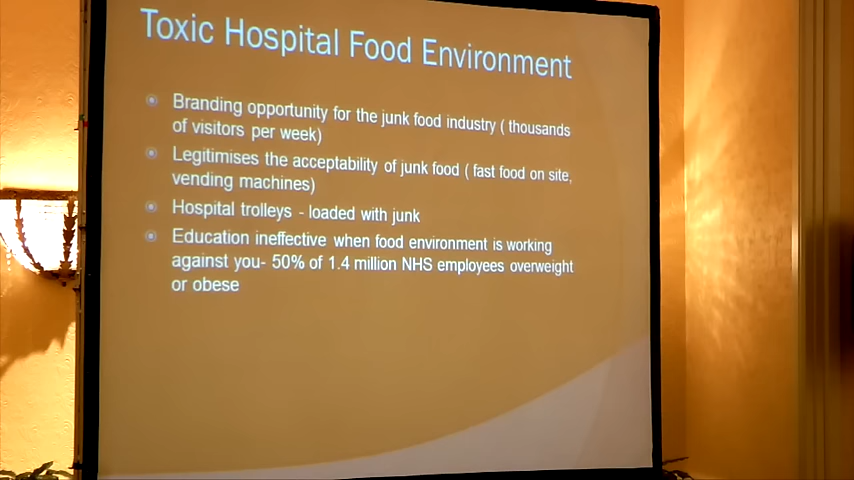 Toxic Hospital Food Environment
Branding opportunity for the junk food industry ( thousands
of visitors per week)
Legitimises the acceptability of junk food ( fast food on site,
vending machines)
Hospital trolleys - loaded with junk
Education ineffective when food environment is working
against you- 50% of 1.4 million NHS employees overweight
or obese